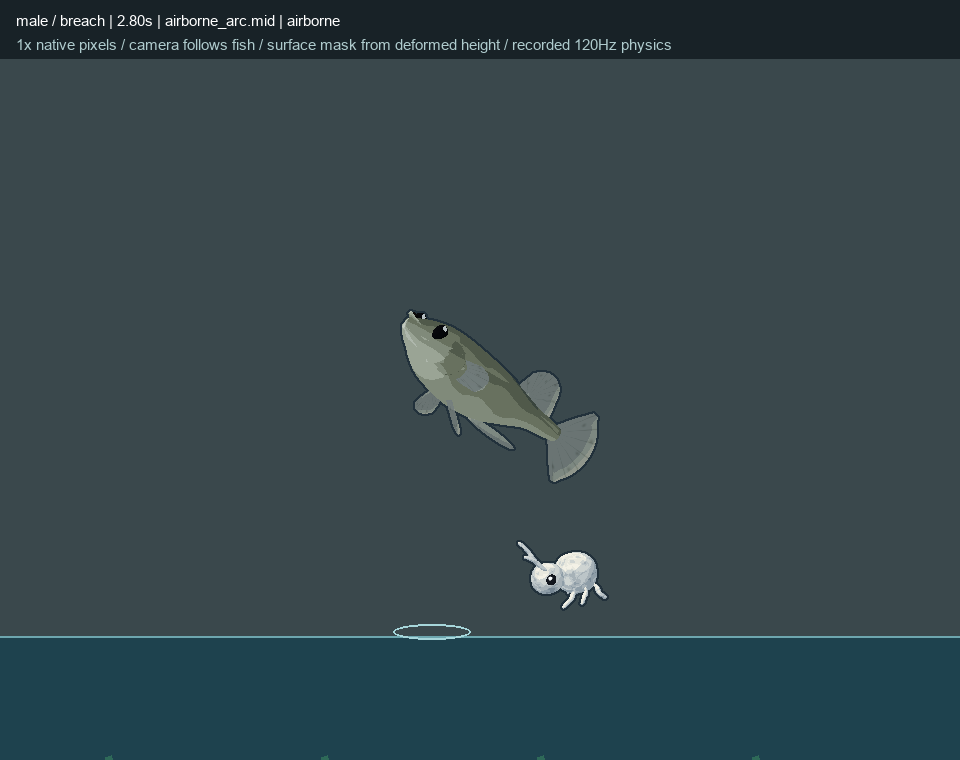 male / breach | 2.80s | airborne_arc.mid | airborne
1x native pixels / camera follows fish / surface mask from deformed height / recorded 120Hz physics